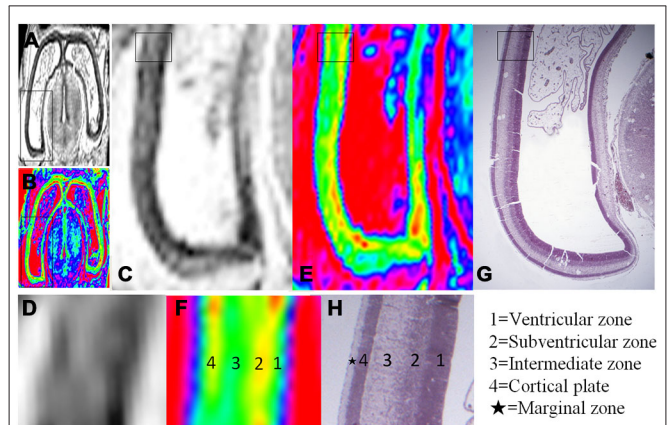 A
B
C
E
G
D
F
4 3 2 1
H
★4 3 2 1
1=Ventricular zone
2=Subventricular zone
3=Intermediate zone
4=Cortical plate
★=Marginal zone